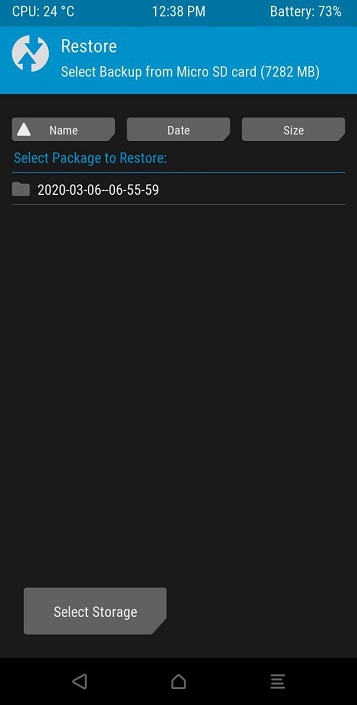 CPU: 24 °C 12:38 PM Battery: 73%
Restore
Select Backup from Micro SD card (7282 MB)
Name Date Size
Select Package to Restore:
2020-03-06--06-55-59
Select Storage